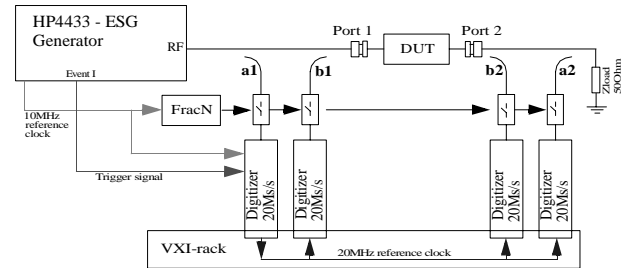 HP4433 - ESG
Generator
RF
Event I
Port 1
DUT
Port 2
a1
b1
b2
a2
Zload
50Ohm
10MHz
reference
clock
FracN
Trigger signal
Digitizer
20Ms/s
Digitizer
20Ms/s
Digitizer
20Ms/s
Digitizer
20Ms/s
VXI-rack
20MHz reference clock